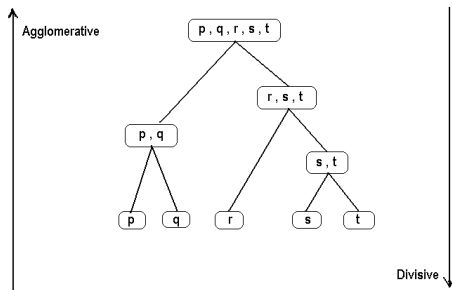 p , q , r , s , t
Agglomerative
r , s , t
p , q
s , t
p
q
r
s
t
Divisive